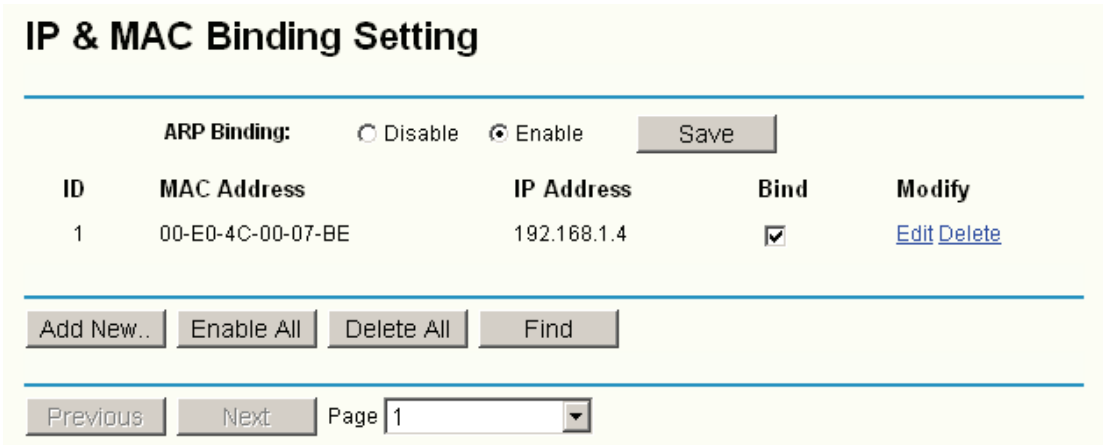 IP & MAC Binding Setting
ARP Binding: Disable Enable Save
ID MAC Address IP Address Bind Modify
1 00-E0-4C-00-07-BE 192.168.1.4 Edit Delete
Add New.. Enable All Delete All Find
Previous Next Page 1